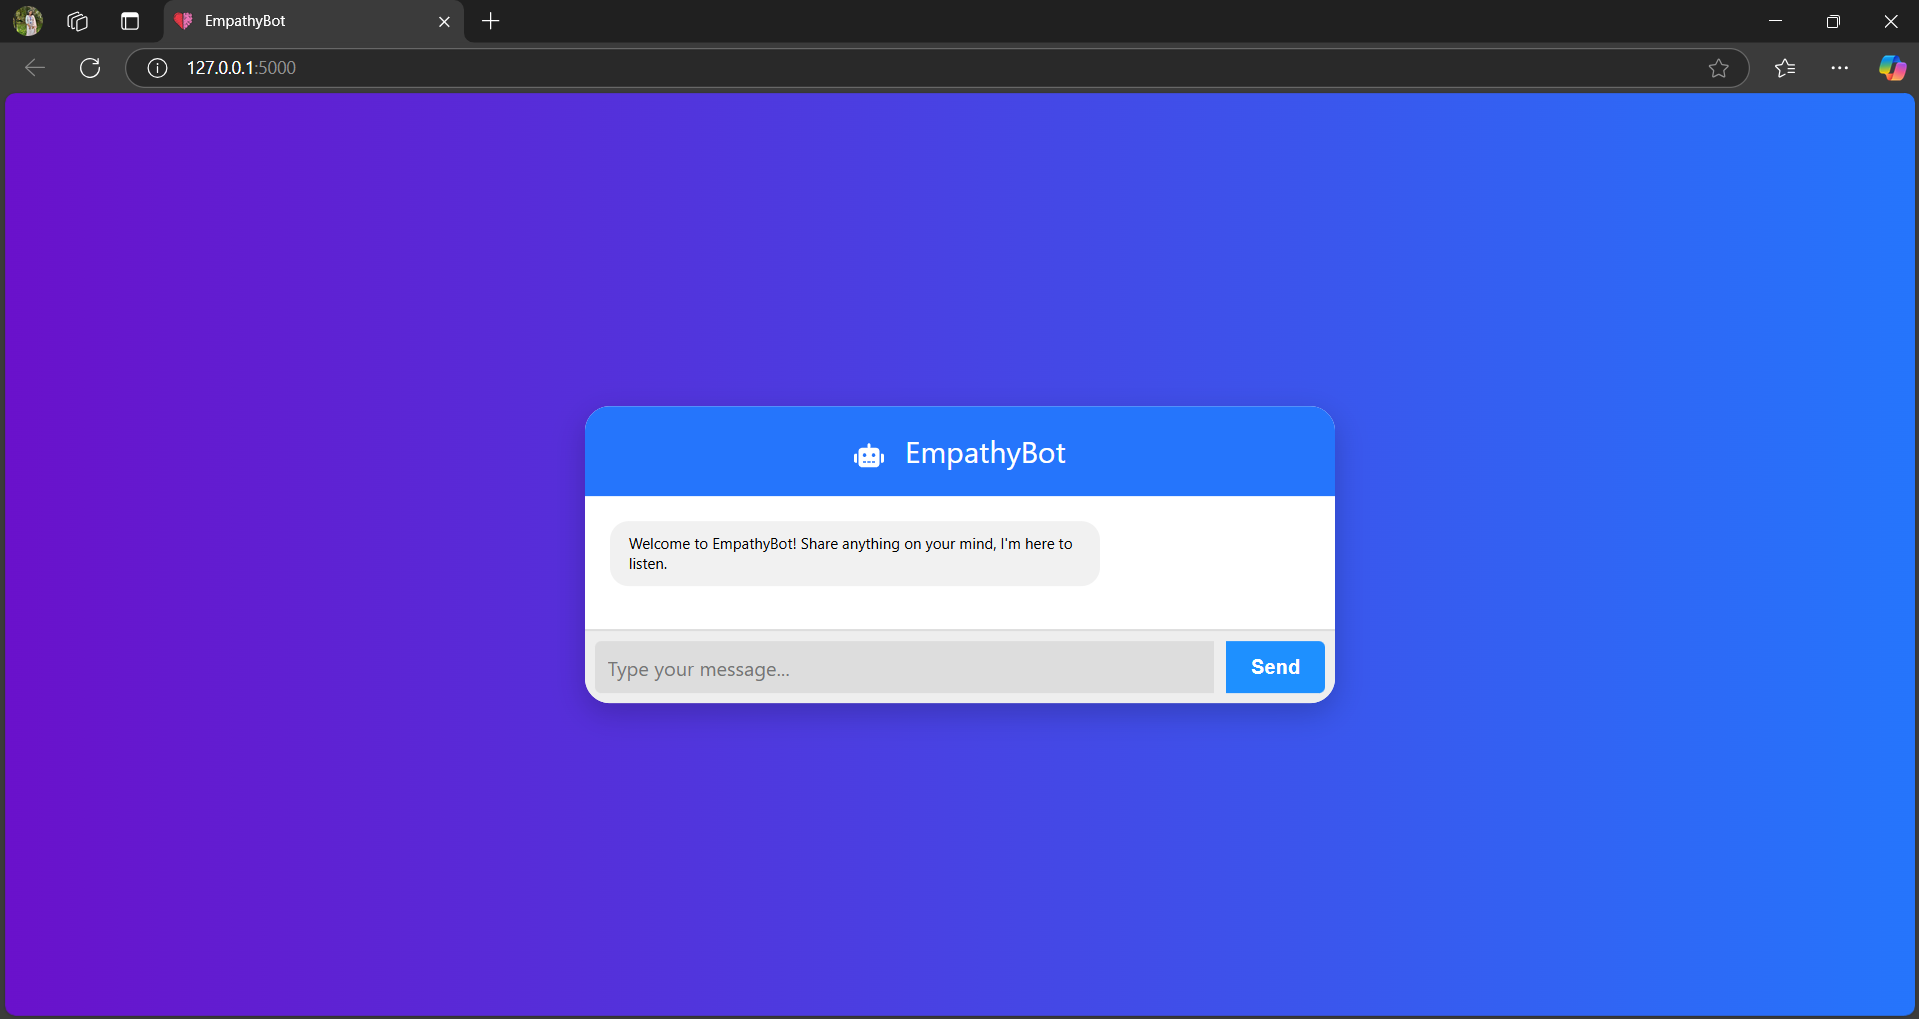 EmpathyBot
127.0.0.1:5000
EmpathyBot
Welcome to EmpathyBot! Share anything on your mind, I'm here to
listen.
Type your message...
Send